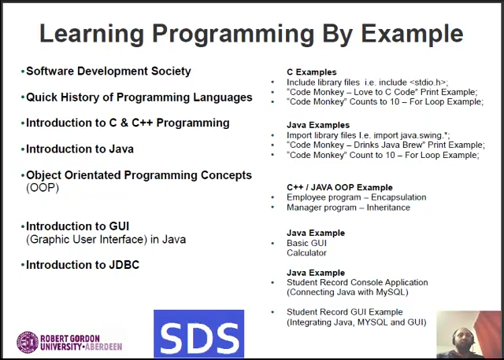 Learning Programming By Example
•Software Development Society
•Quick History of Programming Languages
•Introduction to C & C++ Programming
•Introduction to Java
•Object Orientated Programming Concepts
(OOP)
•Introduction to GUI
(Graphic User Interface) in Java
•Introduction to JDBC
C Examples
• Include library files i.e. include <stdio.h>;
• "Code Monkey – Love to C Code" Print Example;
• "Code Monkey" Counts to 10 – For Loop Example;
Java Examples
• Import library files I.e. import java.swing.*;
• "Code Monkey – Drinks Java Brew" Print Example;
• "Code Monkey" Count to 10 – For Loop Example;
C++ / JAVA OOP Example
• Employee program – Encapsulation
• Manager program – Inheritance
Java Example
• Basic GUI
Calculator
Java Example
• Student Record Console Application
(Connecting Java with MySQL)
• Student Record GUI Example
(Integrating Java, MYSQL and GUI)
ROBERT GORDON
UNIVERSITY•ABERDEEN
SDS